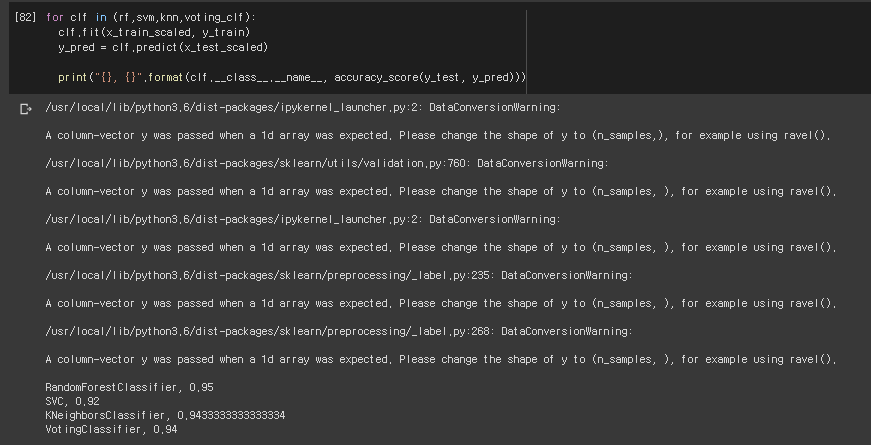 [82] for clf in (rf,svm,knn,voting_clf):
clf.fit(x_train_scaled, y_train)
y_pred = clf.predict(x_test_scaled)
print("{}, {}".format(clf.__class__.__name__, accuracy_score(y_test, y_pred)))
/usr/local/lib/python3.6/dist-packages/ipykernel_launcher.py:2: DataConversionWarning:
A column-vector y was passed when a 1d array was expected. Please change the shape of y to (n_samples,), for example using ravel().
/usr/local/lib/python3.6/dist-packages/sklearn/utils/validation.py:760: DataConversionWarning:
A column-vector y was passed when a 1d array was expected. Please change the shape of y to (n_samples, ), for example using ravel().
/usr/local/lib/python3.6/dist-packages/ipykernel_launcher.py:2: DataConversionWarning:
A column-vector y was passed when a 1d array was expected. Please change the shape of y to (n_samples, ), for example using ravel().
/usr/local/lib/python3.6/dist-packages/sklearn/preprocessing/_label.py:235: DataConversionWarning:
A column-vector y was passed when a 1d array was expected. Please change the shape of y to (n_samples, ), for example using ravel().
/usr/local/lib/python3.6/dist-packages/sklearn/preprocessing/_label.py:268: DataConversionWarning:
A column-vector y was passed when a 1d array was expected. Please change the shape of y to (n_samples, ), for example using ravel().
RandomForestClassifier, 0.95
SVC, 0.92
KNeighborsClassifier, 0.9433333333333334
VotingClassifier, 0.94